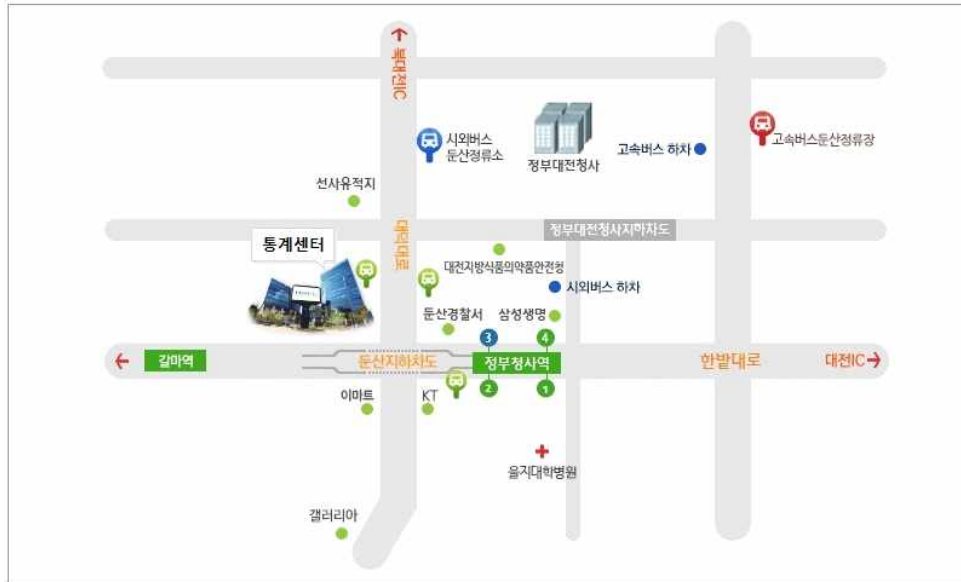 북대전IC
시외버스
둔산정류소
정부대전청사
고속버스 하차
고속버스둔산정류장
선사유적지
대덕대로
정부대전청사지하차도
통계센터
대전지방식품의약품안전청
시외버스 하차
둔산경찰서
삼성생명
3
4
갈마역
둔산지하차도
정부청사역
한밭대로
대전IC
2
1
이마트
KT
을지대학병원
갤러리아